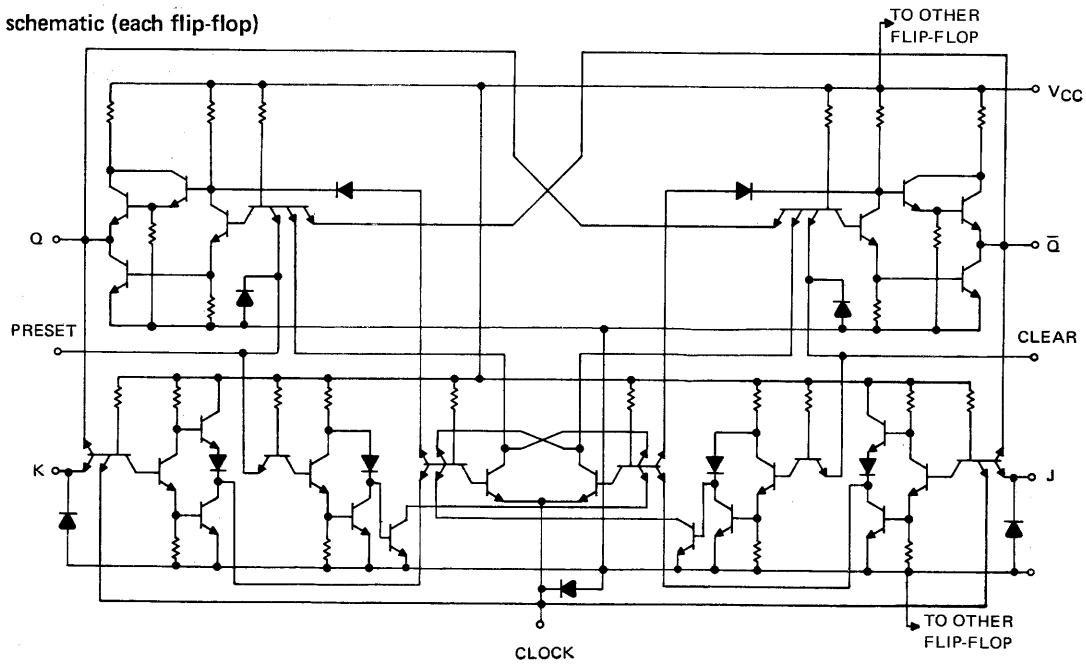 schematic (each flip-flop)
TO OTHER
FLIP-FLOP
VCC
Q
Q̅
PRESET
CLEAR
K
J
TO OTHER
FLIP-FLOP
CLOCK